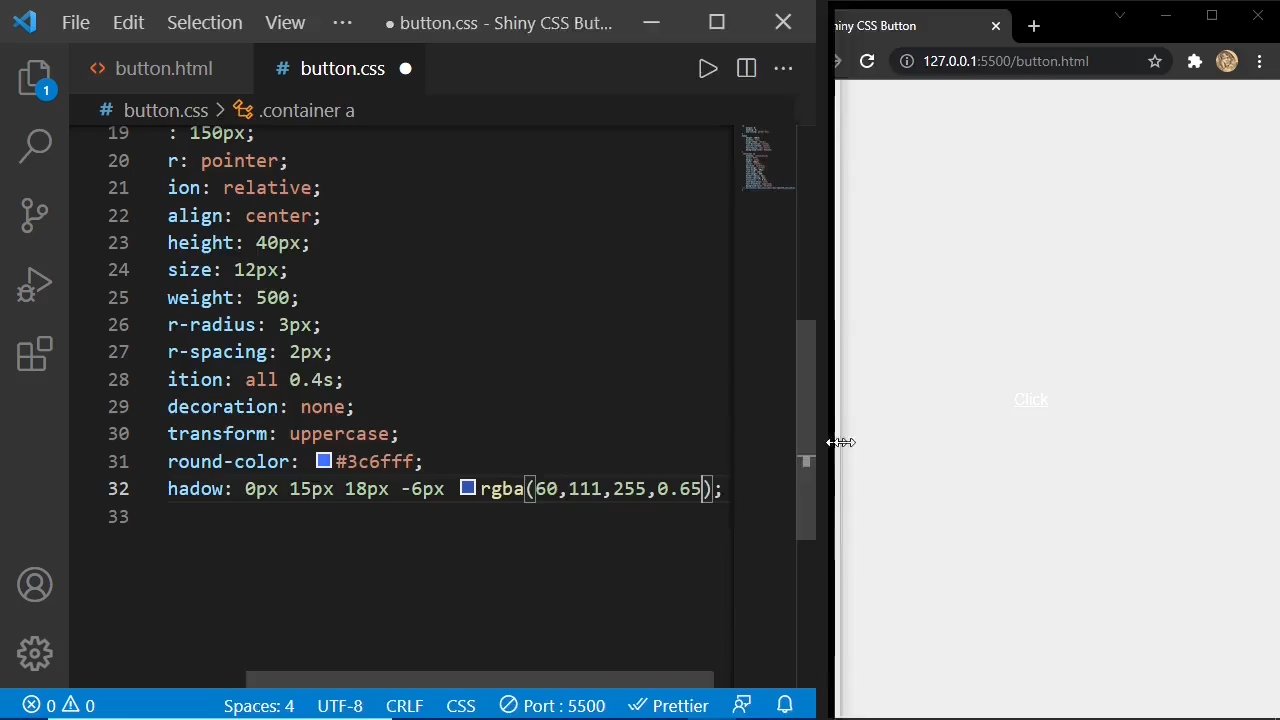 File Edit Selection View ··· ● button.css - Shiny CSS But...
button.html # button.css ●
# button.css > .container a
19 : 150px;
20 r: pointer;
21 ion: relative;
22 align: center;
23 height: 40px;
24 size: 12px;
25 weight: 500;
26 r-radius: 3px;
27 r-spacing: 2px;
28 ition: all 0.4s;
29 decoration: none;
30 transform: uppercase;
31 round-color: #3c6fff;
32 hadow: 0px 15px 18px -6px rgba(60,111,255,0.65);
33
1
0 0 Spaces: 4 UTF-8 CRLF CSS Port : 5500 Prettier
hiny CSS Button
127.0.0.1:5500/button.html
Click